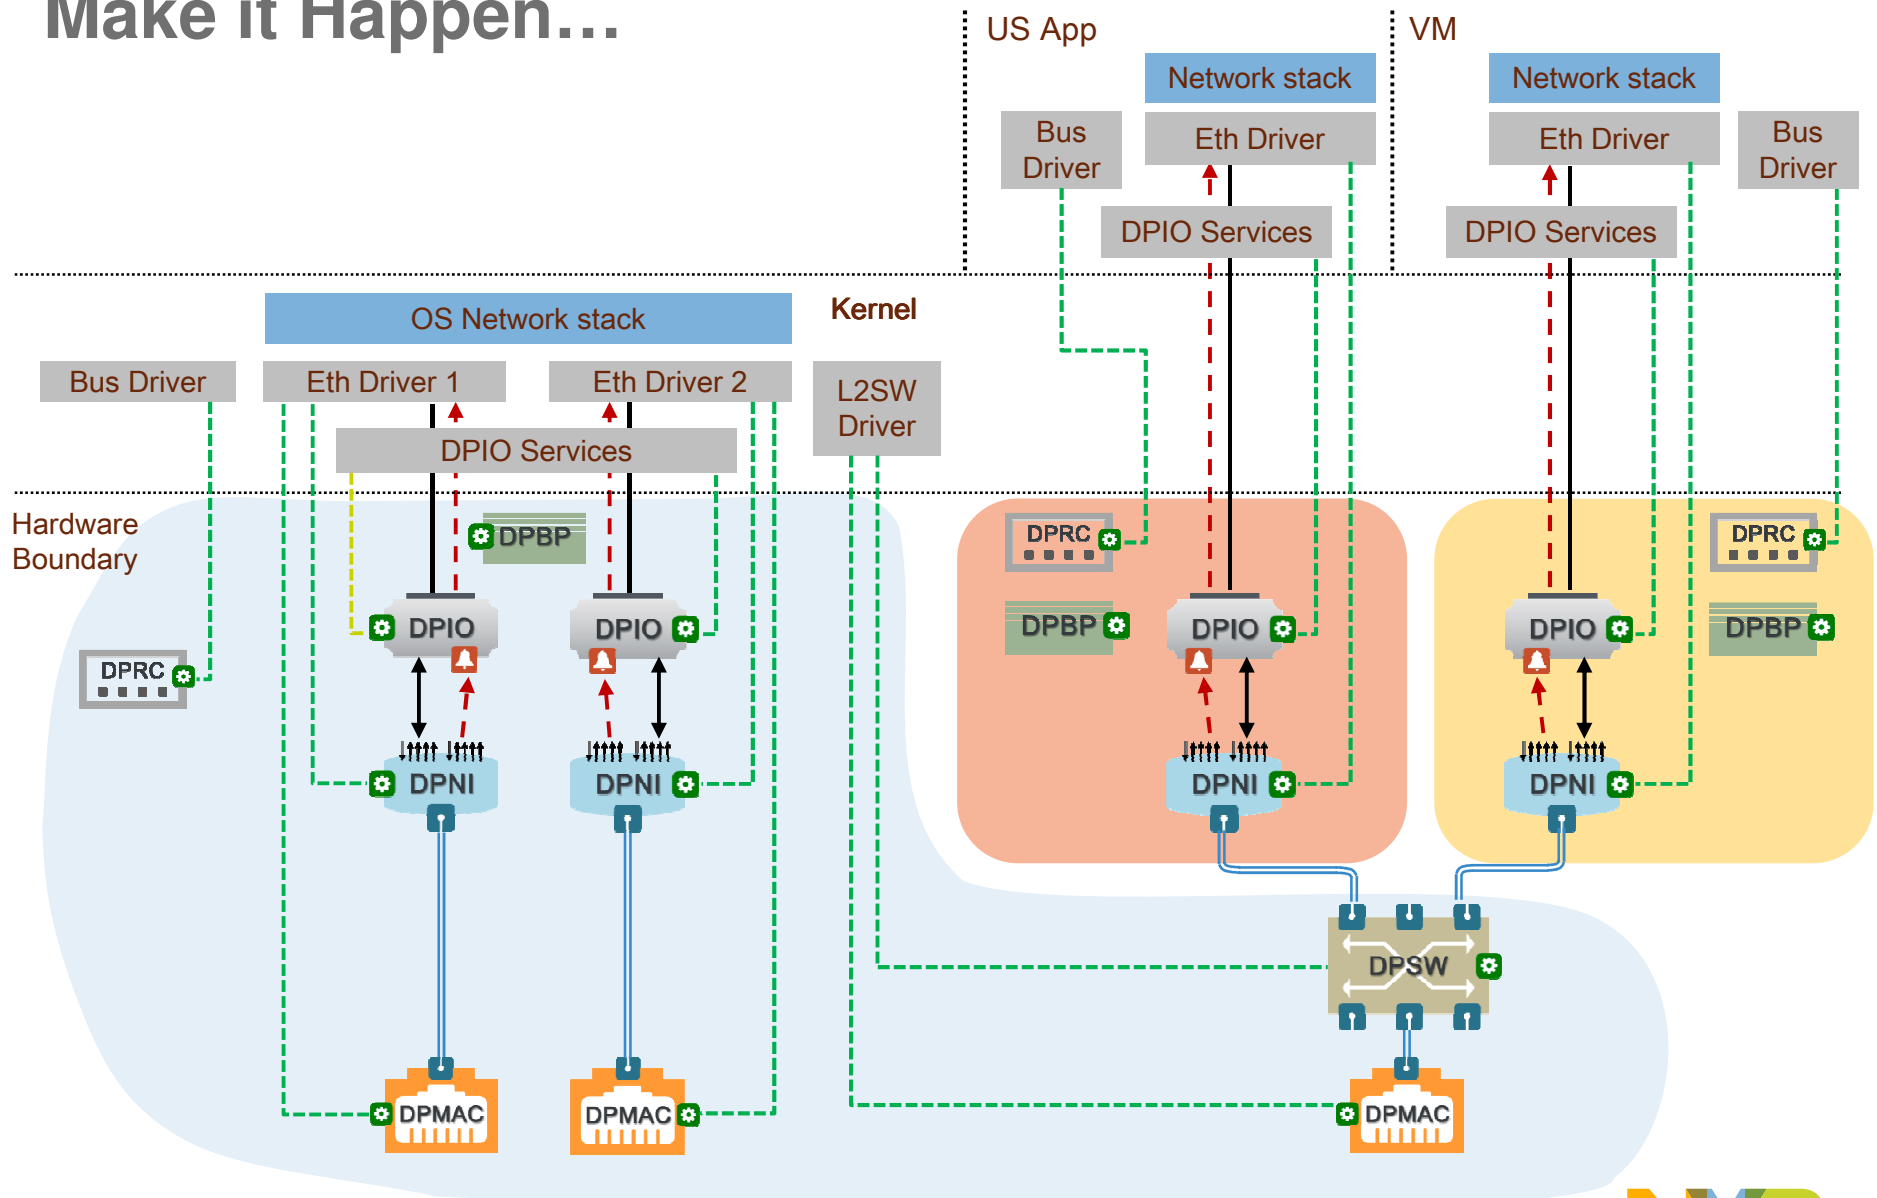 Make it Happen...
US App
VM
Network stack
Network stack
Bus
Driver
Eth Driver
Eth Driver
Bus
Driver
DPIO Services
DPIO Services
OS Network stack
Kernel
Bus Driver
Eth Driver 1
Eth Driver 2
L2SW
Driver
DPIO Services
Hardware
Boundary
DPBP
DPRC
DPRC
DPIO
DPIO
DPBP
DPIO
DPIO
DPBP
DPRC
DPNI
DPNI
DPNI
DPNI
DPSW
DPMAC
DPMAC
DPMAC